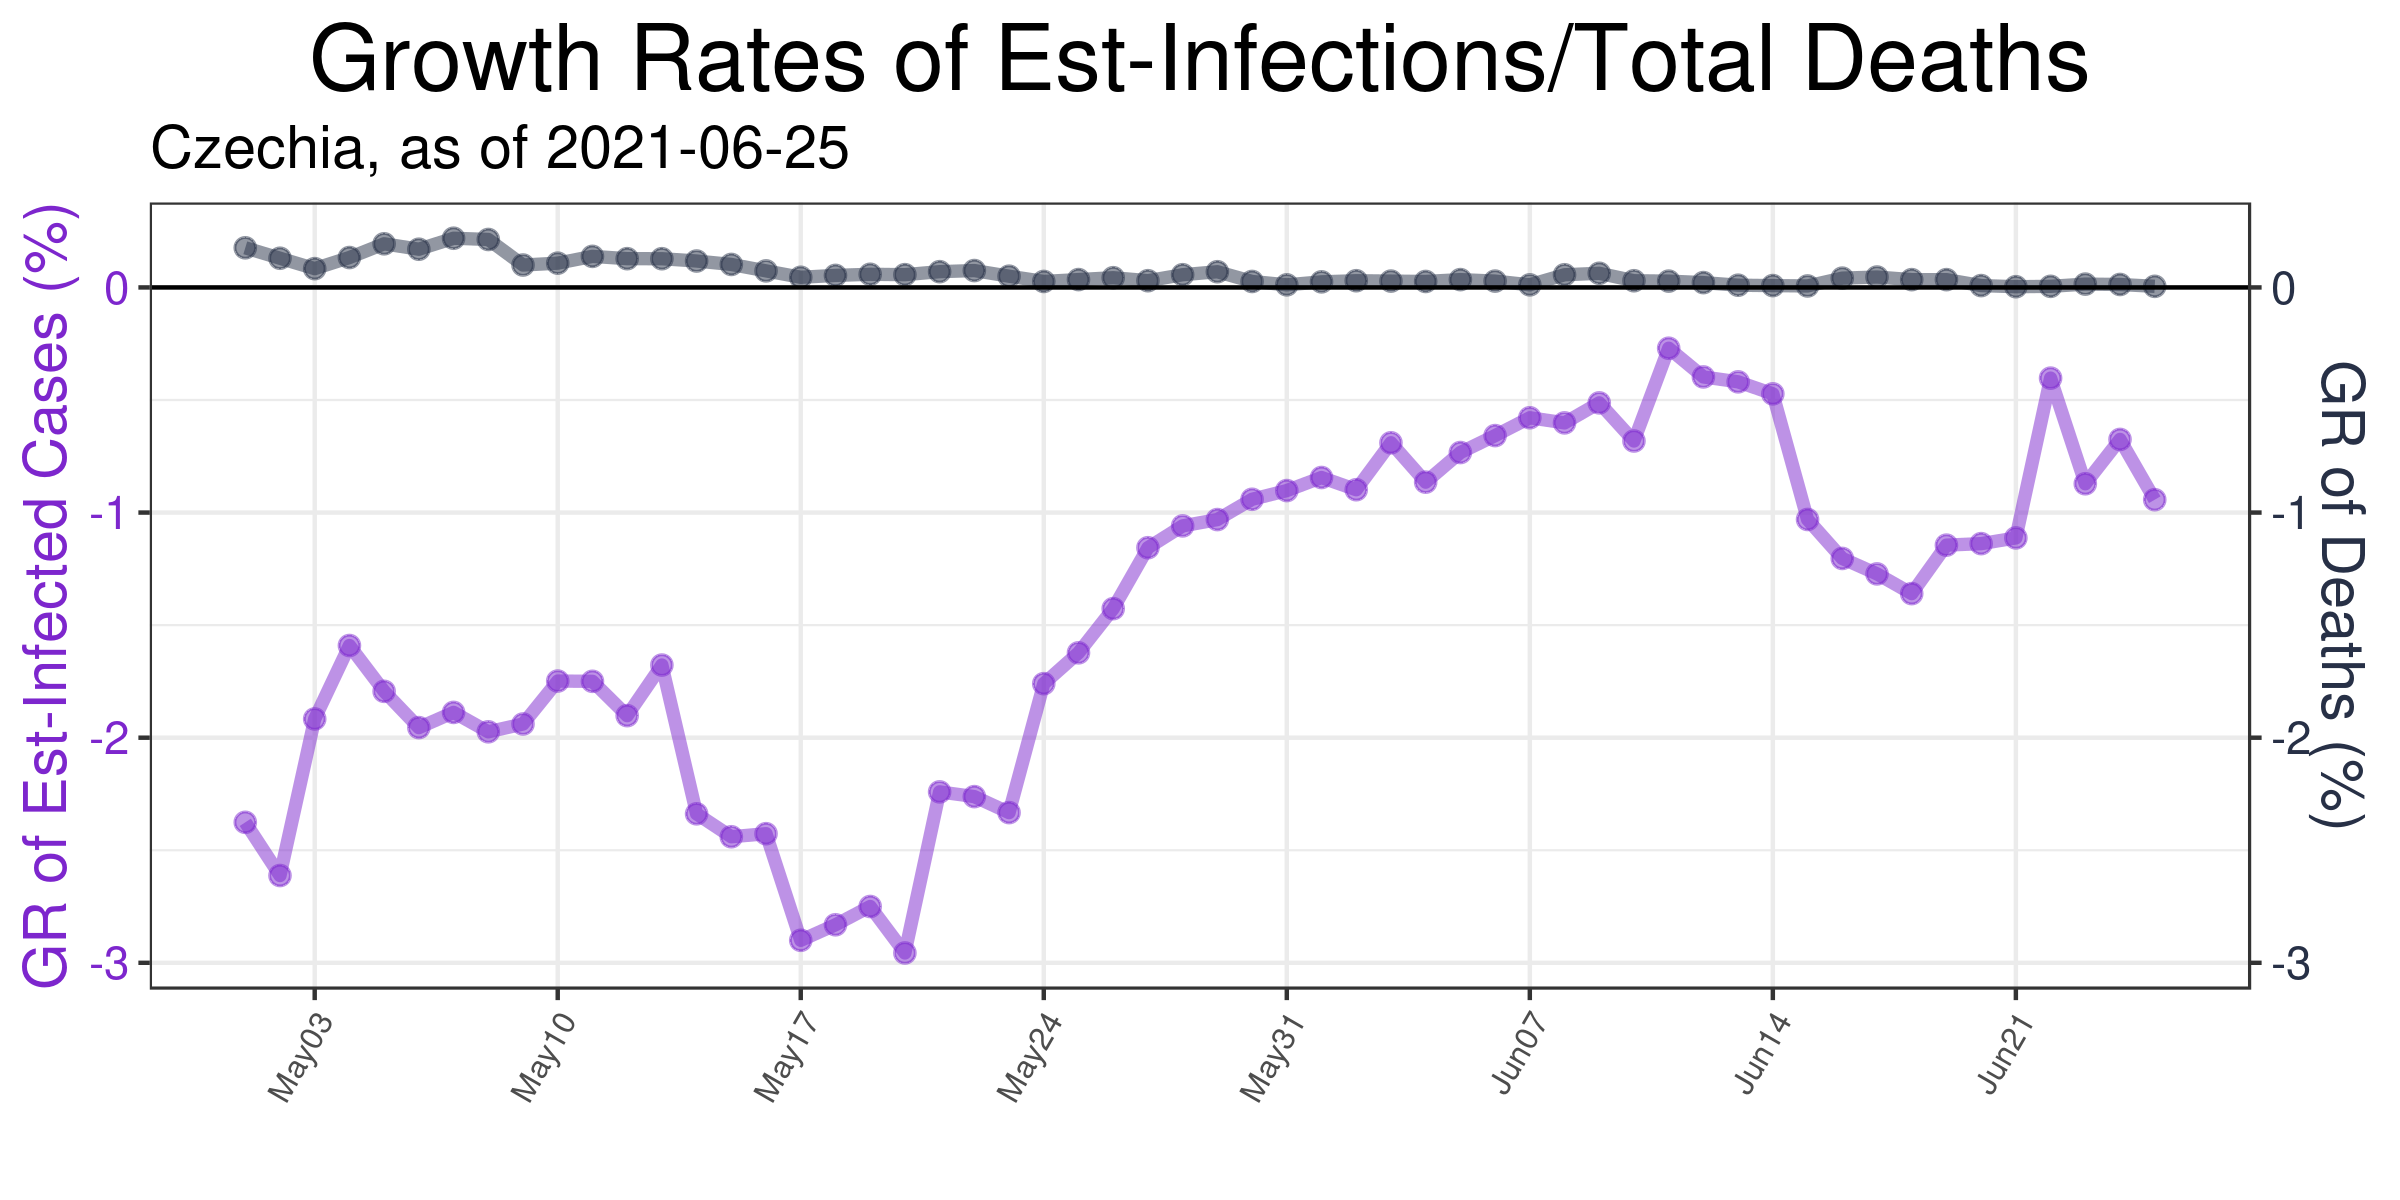 Growth Rates of Est-Infections/Total Deaths
Czechia, as of 2021-06-25
GR of Est-Infected Cases (%)
0
-1
-2
-3
0
-1
-2
-3
GR of Deaths (%)
May03
May10
May17
May24
May31
Jun07
Jun14
Jun21